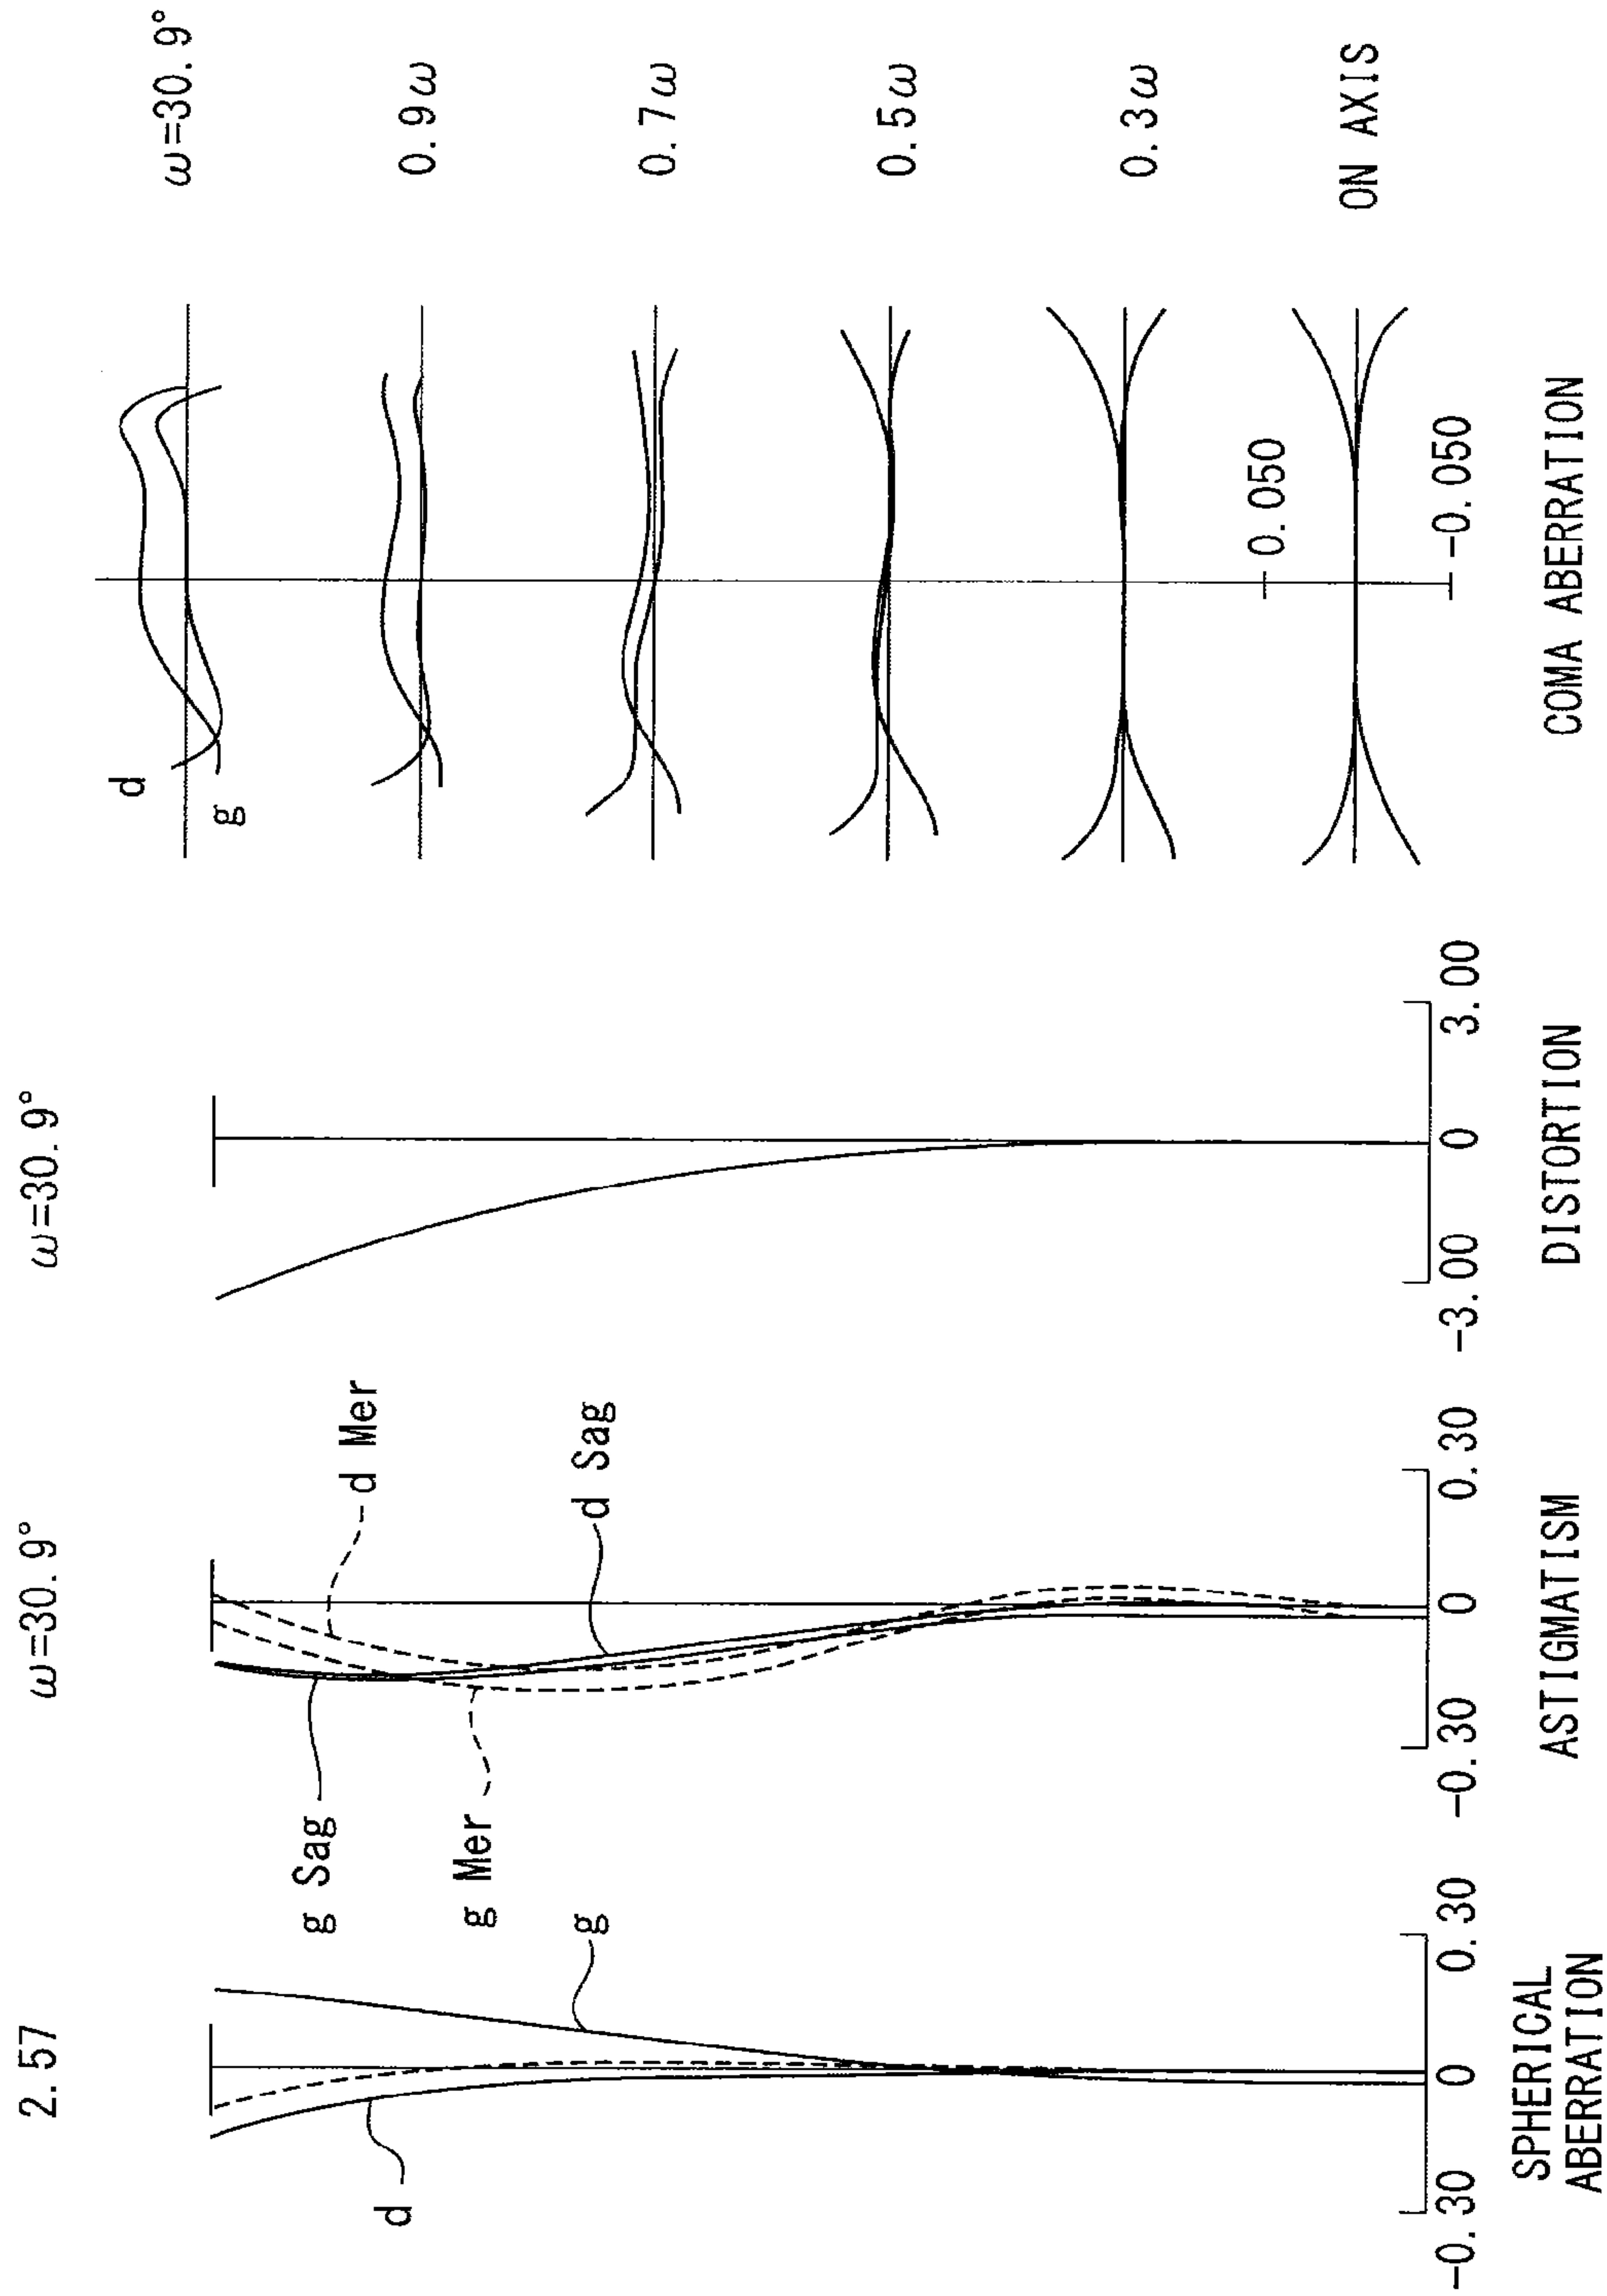 2.57
d
g
-0.30
0
0.30
SPHERICAL
ABERRATION
ω=30.9°
g Sag
g Mer
d Mer
d Sag
-0.30
0
0.30
ASTIGMATISM
ω=30.9°
-3.00
0
3.00
DISTORTION
d
g
ω=30.9°
0.9ω
0.7ω
0.5ω
0.3ω
0.050
ON AXIS
-0.050
COMA ABERRATION